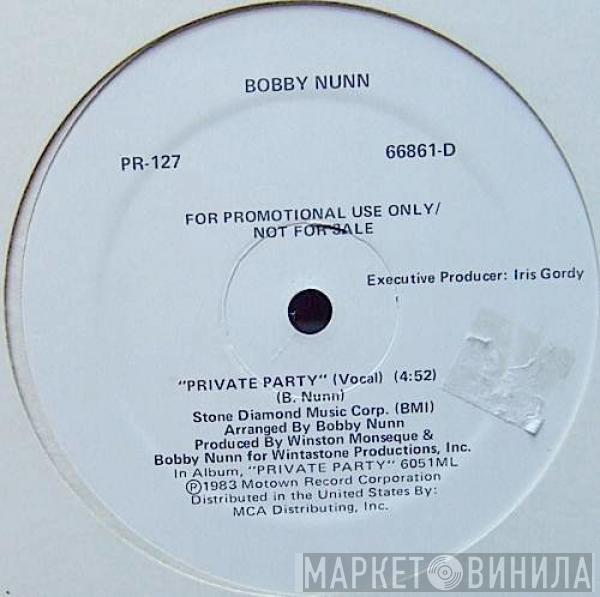 BOBBY NUNN
PR-127 66861-D
FOR PROMOTIONAL USE ONLY/
NOT FOR SALE
Executive Producer: Iris Gordy
"PRIVATE PARTY" (Vocal) (4:52)
(B. Nunn)
Stone Diamond Music Corp. (BMI)
Arranged By Bobby Nunn
Produced By Winston Monseque &
Bobby Nunn for Wintastone Productions, Inc.
In Album, "PRIVATE PARTY" 6051ML
Ⓟ1983 Motown Record Corporation
Distributed in the United States By:
MCA Distributing, Inc.
МАРКЕТ ВИНИЛА